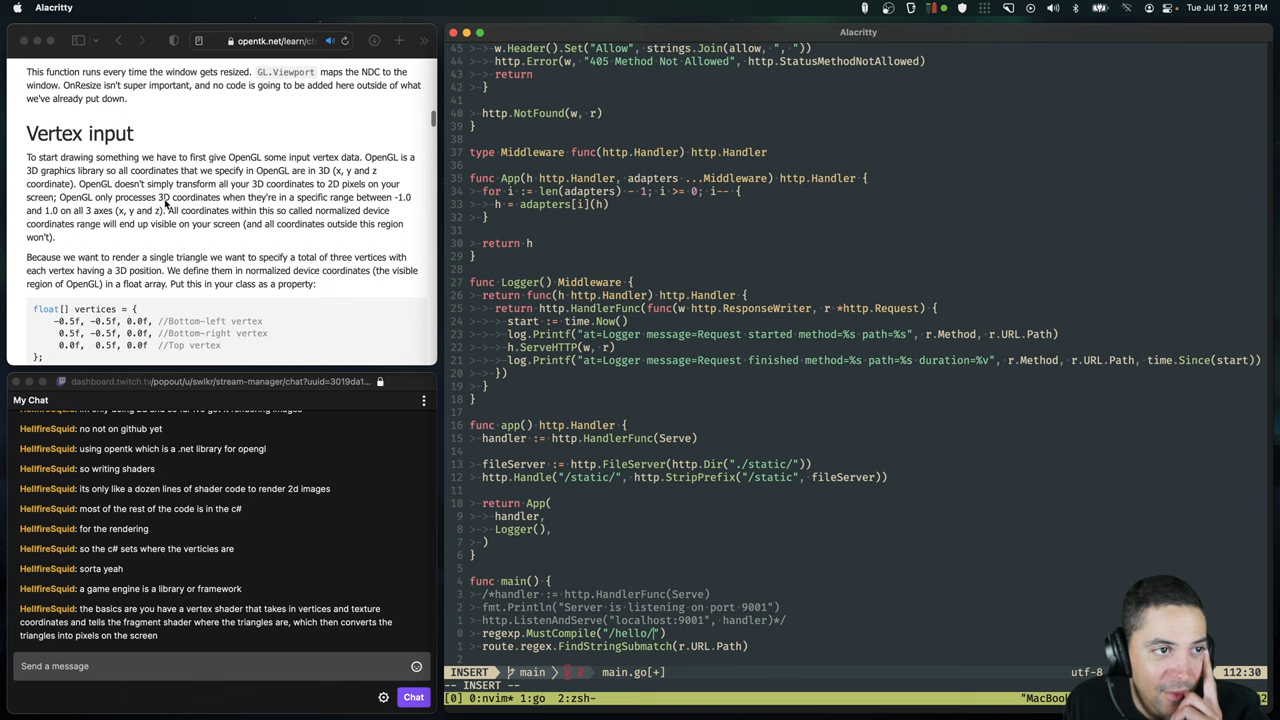 Alacritty
Tue Jul 12 9:21 PM
opentk.net/learn/ch
This function runs every time the window gets resized. GL.Viewport maps the NDC to the
window. OnResize isn't super important, and no code is going to be added here outside of what
we've already put down.
Vertex input
To start drawing something we have to first give OpenGL some input vertex data. OpenGL is a
3D graphics library so all coordinates that we specify in OpenGL are in 3D (x, y and z
coordinate). OpenGL doesn't simply transform all your 3D coordinates to 2D pixels on your
screen; OpenGL only processes 3D coordinates when they're in a specific range between -1.0
and 1.0 on all 3 axes (x, y and z). All coordinates within this so called normalized device
coordinates range will end up visible on your screen (and all coordinates outside this region
won't).
Because we want to render a single triangle we want to specify a total of three vertices with
each vertex having a 3D position. We define them in normalized device coordinates (the visible
region of OpenGL) in a float array. Put this in your class as a property:
float[] vertices = {
-0.5f, -0.5f, 0.0f, //Bottom-left vertex
0.5f, -0.5f, 0.0f, //Bottom-right vertex
0.0f, 0.5f, 0.0f //Top vertex
};
dashboard.twitch.tv/popout/u/swlkr/stream-manager/chat?uuid=3019da1...
My Chat
HellfireSquid: no not on github yet
HellfireSquid: using opentk which is a .net library for opengl
HellfireSquid: so writing shaders
HellfireSquid: its only like a dozen lines of shader code to render 2d images
HellfireSquid: most of the rest of the code is in the c#
HellfireSquid: for the rendering
HellfireSquid: so the c# sets where the verticies are
HellfireSquid: sorta yeah
HellfireSquid: a game engine is a library or framework
HellfireSquid: the basics are you have a vertex shader that takes in vertices and texture
coordinates and tells the fragment shader where the triangles are, which then converts the
triangles into pixels on the screen
Send a message
Chat
Alacritty
45 >->-w.Header().Set("Allow", strings.Join(allow, ", "))
44 >->-http.Error(w, "405 Method Not Allowed", http.StatusMethodNotAllowed)
43 >->-return
42 >-}
41
40 >-http.NotFound(w, r)
39 }
38
37 type Middleware func(http.Handler) http.Handler
36
35 func App(h http.Handler, adapters ...Middleware) http.Handler {
34 >-for i := len(adapters) - 1; i >= 0; i-- {
33 >->-h = adapters[i](h)
32 >-}
31
30 >-return h
29 }
28
27 func Logger() Middleware {
26 >-return func(h http.Handler) http.Handler {
25 >->-return http.HandlerFunc(func(w http.ResponseWriter, r *http.Request) {
24 >->->-start := time.Now()
23 >->->-log.Printf("at=Logger message=Request started method=%s path=%s", r.Method, r.URL.Path)
22 >->->-h.ServeHTTP(w, r)
21 >->->-log.Printf("at=Logger message=Request finished method=%s path=%s duration=%v", r.Method, r.URL.Path, time.Since(start))
20 >->-})
19 >-}
18 }
17
16 func app() http.Handler {
15 >-handler := http.HandlerFunc(Serve)
14
13 >-fileServer := http.FileServer(http.Dir("./static/"))
12 >-http.Handle("/static/", http.StripPrefix("/static", fileServer))
11
10 >-return App(
9 >->-handler,
8 >->-Logger(),
7 >-)
6 }
5
4 func main() {
3 >-/*handler := http.HandlerFunc(Serve)
2 >-fmt.Println("Server is listening on port 9001")
1 >-http.ListenAndServe("localhost:9001", handler)*/
0 >-regexp.MustCompile("/hello/")
1 >-route.regex.FindStringSubmatch(r.URL.Path)
2
INSERT main 2 main.go[+] utf-8 112:30
-- INSERT --
[0] 0:nvim* 1:go 2:zsh- "MacBoo